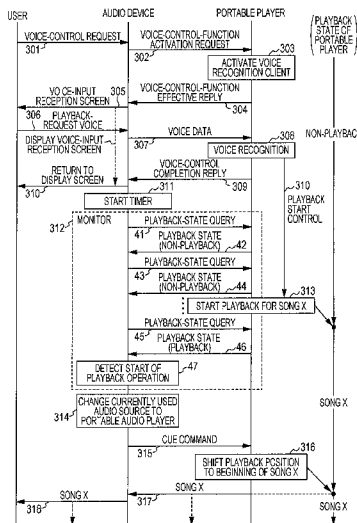 USER
AUDIO DEVICE
PORTABLE PLAYER
(PLAYBACK
STATE OF
PORTABLE
PLAYER)
VOICE-CONTROL REQUEST
301
VOICE-CONTROL-FUNCTION
ACTIVATION REQUEST
302
303
ACTIVATE VOICE
RECOGNITION CLIENT
VOICE-CONTROL-FUNCTION
EFFECTIVE REPLY
304
VOICE-INPUT
RECEPTION SCREEN
305
306
PLAYBACK-
REQUEST VOICE
NON-PLAYBACK
VOICE DATA
307
308
VOICE RECOGNITION
DISPLAY VOICE-INPUT
RECEPTION SCREEN
VOICE-CONTROL
COMPLETION REPLY
309
RETURN TO
DISPLAY SCREEN
310
310
PLAYBACK
START
CONTROL
311
START TIMER
312
MONITOR
PLAYBACK-STATE QUERY
41
PLAYBACK STATE
(NON-PLAYBACK)
42
PLAYBACK-STATE QUERY
43
PLAYBACK STATE
(NON-PLAYBACK)
44
313
START PLAYBACK FOR SONG X
PLAYBACK-STATE QUERY
45
PLAYBACK STATE
(PLAYBACK)
46
DETECT START OF
PLAYBACK OPERATION
47
314
CHANGE CURRENTLY USED
AUDIO SOURCE TO
PORTABLE AUDIO PLAYER
SONG X
CUE COMMAND
315
316
SHIFT PLAYBACK POSITION
TO BEGINNING OF SONG X
SONG X
318
SONG X
317
SONG X